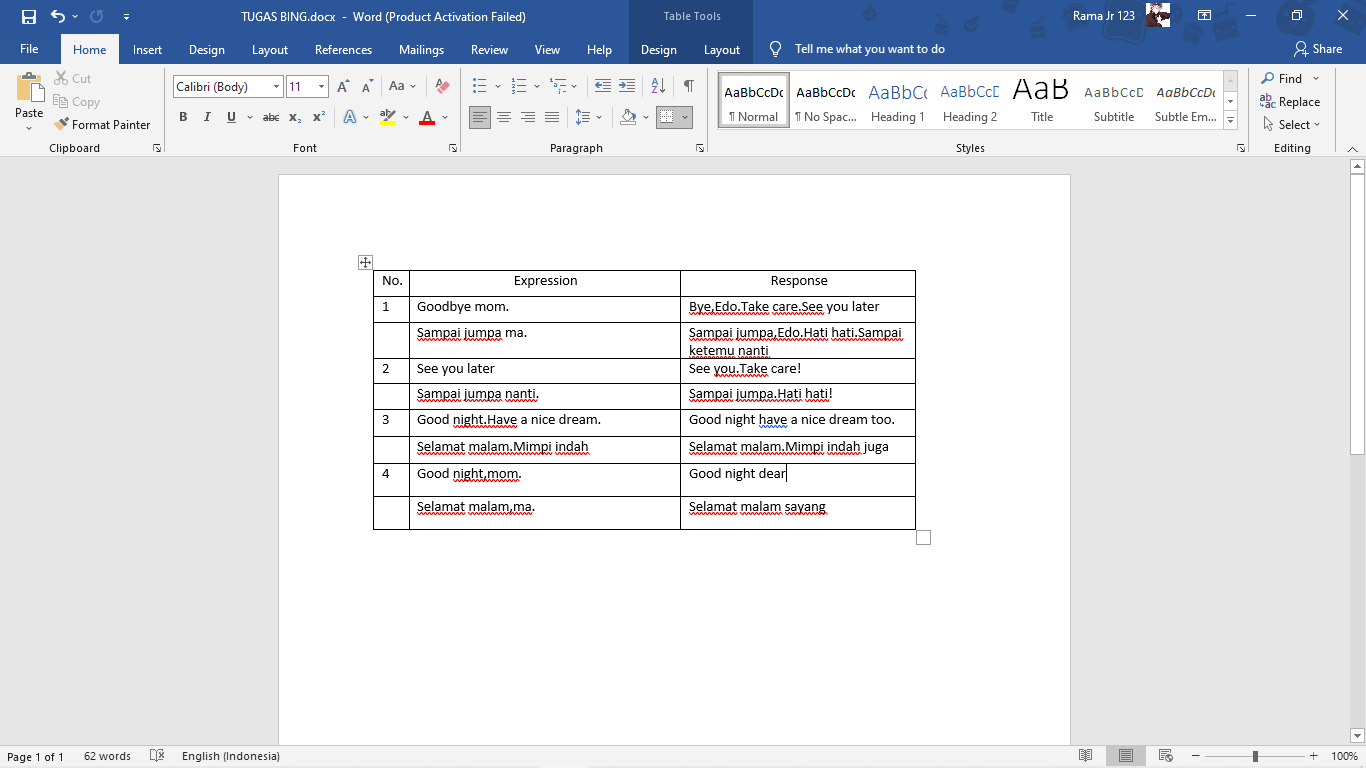 TUGAS BING.docx - Word (Product Activation Failed)
Table Tools
Rama Jr 123
File Home Insert Design Layout References Mailings Review View Help Design Layout Tell me what you want to do Share
Paste
Cut
Copy
Format Painter
Clipboard
Calibri (Body) 11
B I U abc x₂ x² A ab A
Aa
Font
Paragraph
AaBbCcDc AaBbCcDc AaBbCc AaBbCcD AaB AaBbCcD AaBbCcDc
¶ Normal ¶ No Spac... Heading 1 Heading 2 Title Subtitle Subtle Em...
Styles
Find
Replace
Select
Editing
No. Expression Response
1 Goodbye mom. Bye,Edo.Take care.See you later
Sampai jumpa ma. Sampai jumpa,Edo.Hati hati.Sampai
ketemu nanti
2 See you later See you.Take care!
Sampai jumpa nanti. Sampai jumpa.Hati hati!
3 Good night.Have a nice dream. Good night have a nice dream too.
Selamat malam.Mimpi indah Selamat malam.Mimpi indah juga
4 Good night,mom. Good night dear
Selamat malam,ma. Selamat malam sayang
Page 1 of 1 62 words English (Indonesia) 100%